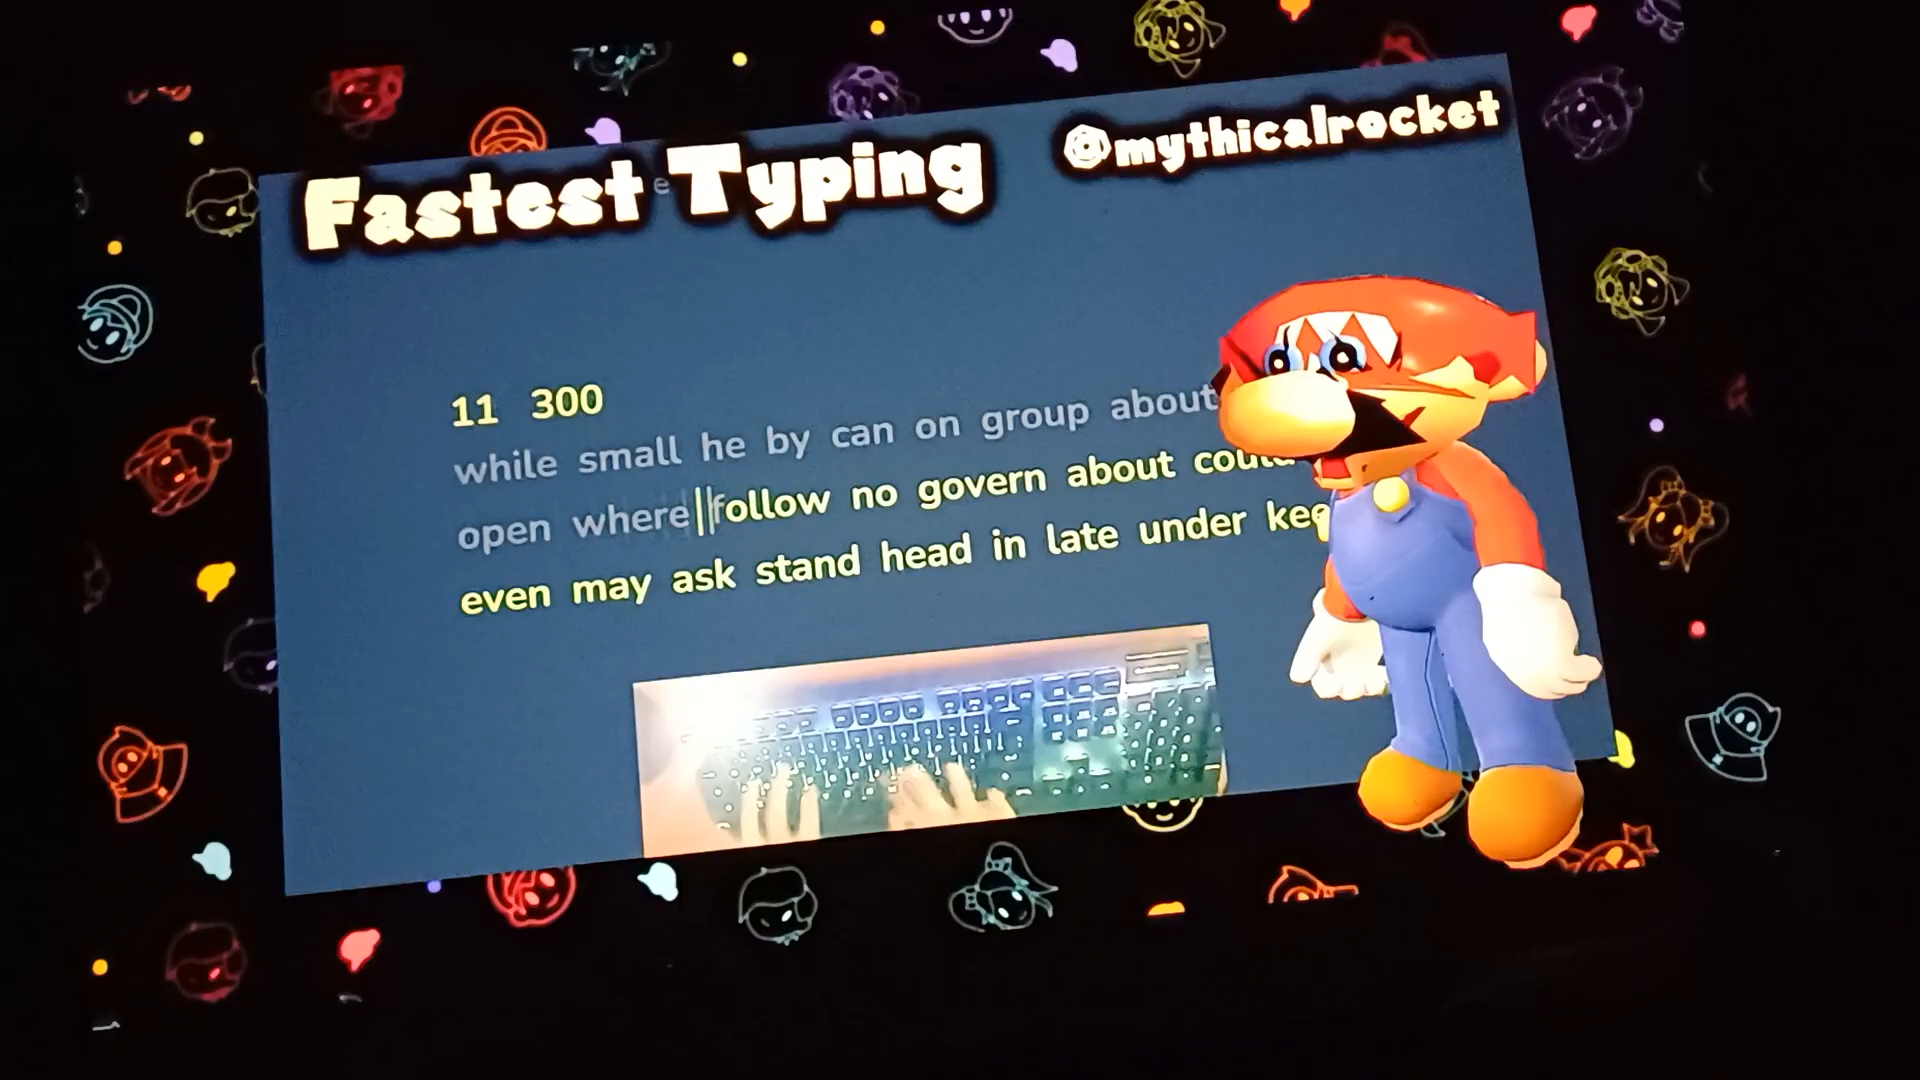 Fastest Typing
@mythicalrocket
11 300
while small he by can on group about
open where follow no govern about could
even may ask stand head in late under